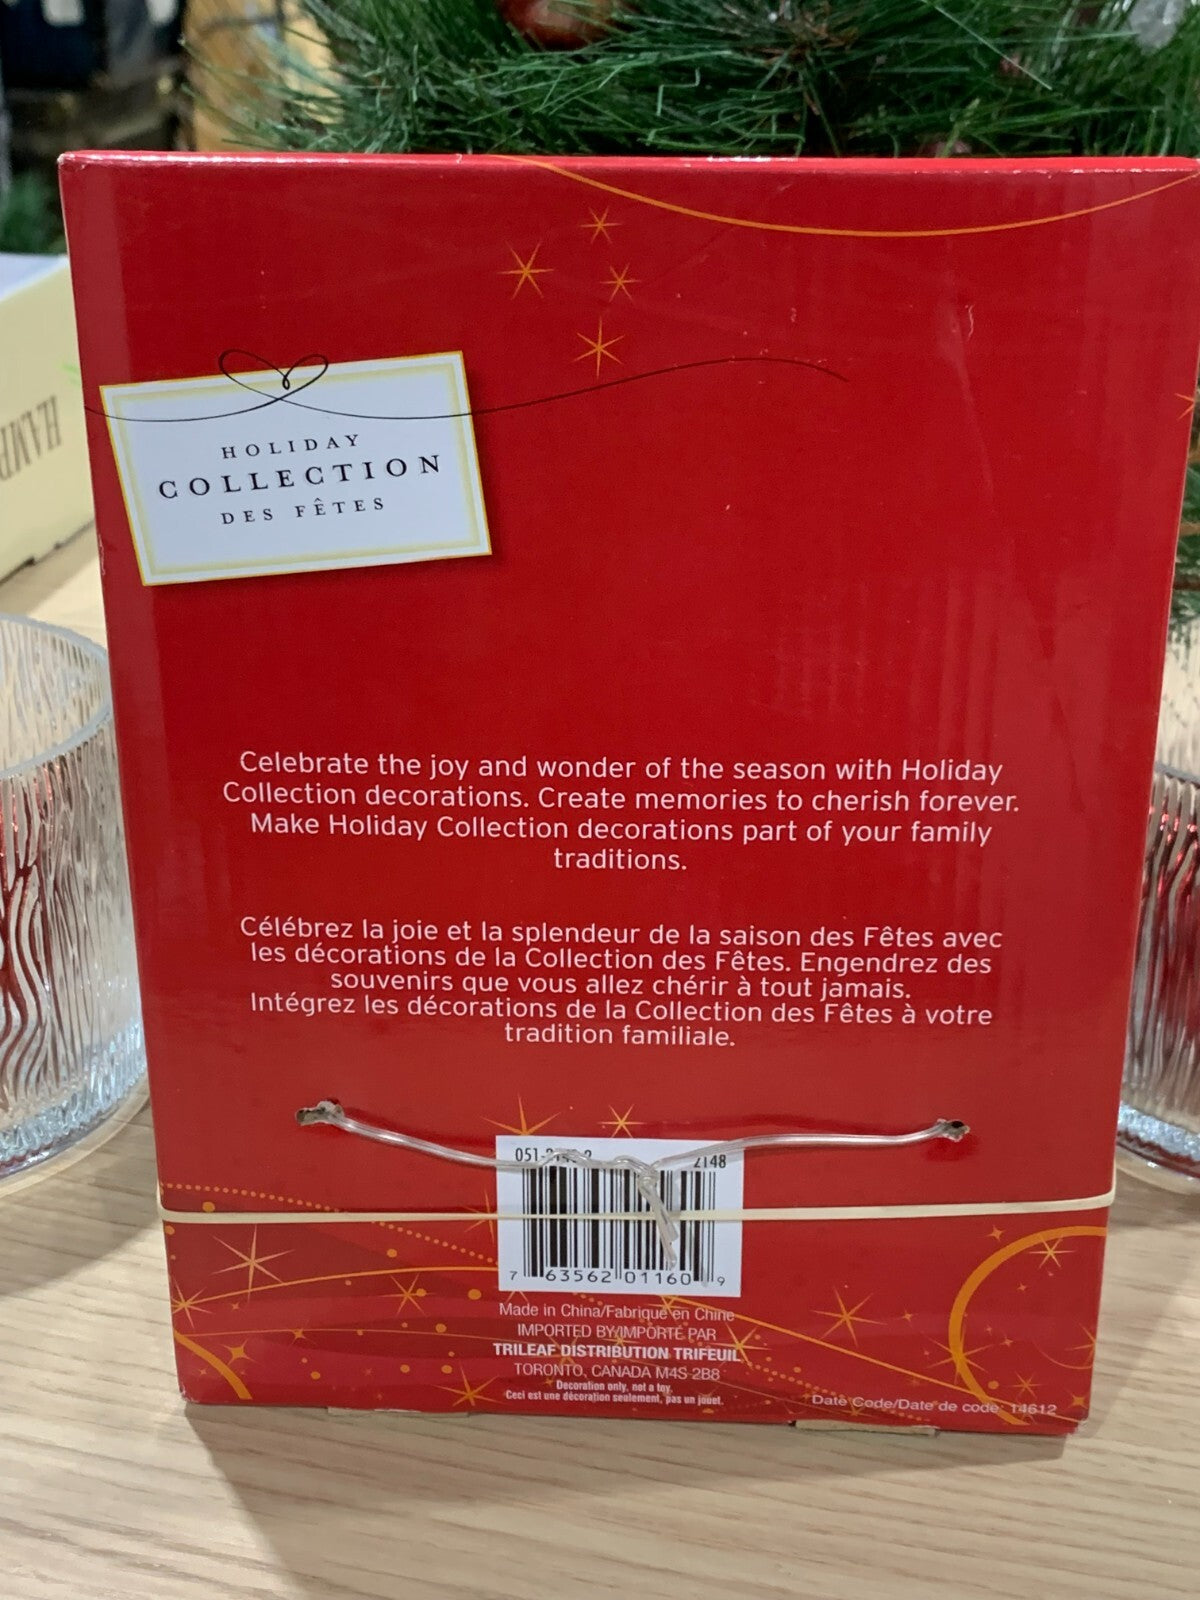 HOLIDAY
COLLECTION
DES FÊTES
Celebrate the joy and wonder of the season with Holiday
Collection decorations. Create memories to cherish forever.
Make Holiday Collection decorations part of your family
traditions.
Célébrez la joie et la splendeur de la saison des Fêtes avec
les décorations de la Collection des Fêtes. Engendrez des
souvenirs que vous allez chérir à tout jamais.
Intégrez les décorations de la Collection des Fêtes à votre
tradition familiale.
2148
7 63562 01160 9
Made in China/Fabriqué en Chine
IMPORTED BY/IMPORTÉ PAR
TRILEAF DISTRIBUTION TRIFEUIL
TORONTO, CANADA M4S 2B8
Decoration only, not a toy.
Ceci est une décoration seulement, pas un jouet.
Date Code/Date de code: 14612